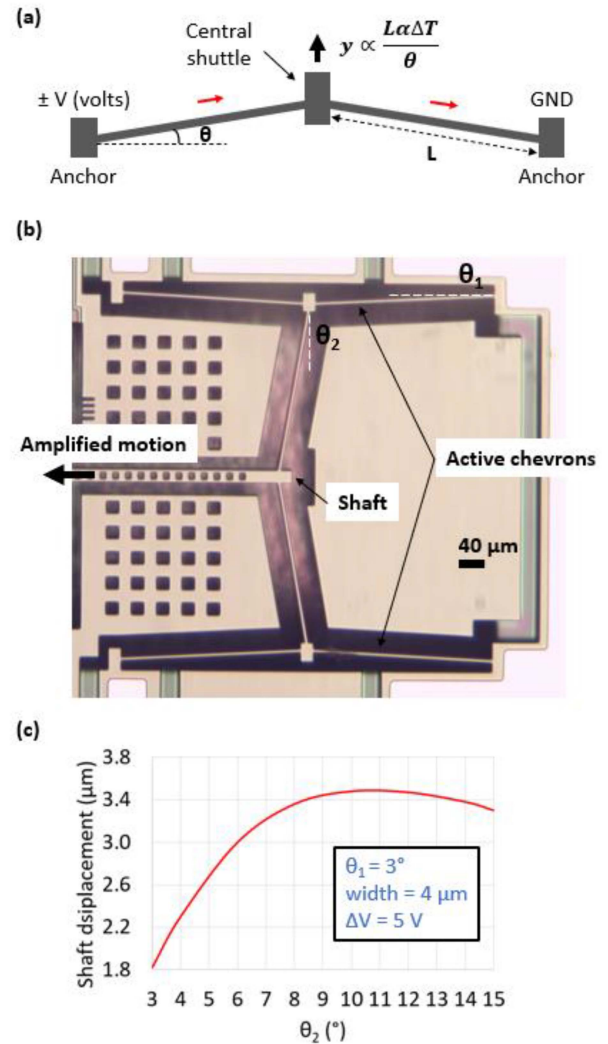 (a)
Central
shuttle
y ∝ LαΔT / θ
± V (volts)
GND
θ
L
Anchor
Anchor
(b)
θ1
θ2
Amplified motion
Active chevrons
Shaft
40 µm
(c)
Shaft dsiplacement (µm)
3.8
3.4
3.0
2.6
2.2
1.8
θ1 = 3°
width = 4 µm
ΔV = 5 V
3 4 5 6 7 8 9 10 11 12 13 14 15
θ2 (°)